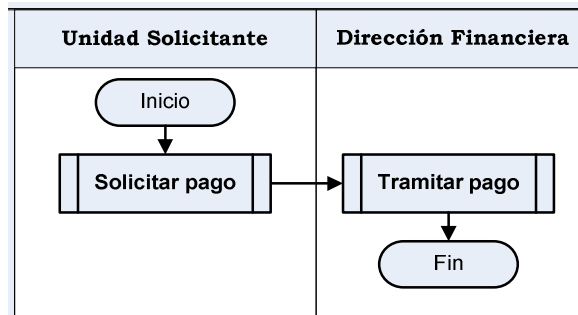 Unidad Solicitante
Dirección Financiera
Inicio
Solicitar pago
Tramitar pago
Fin